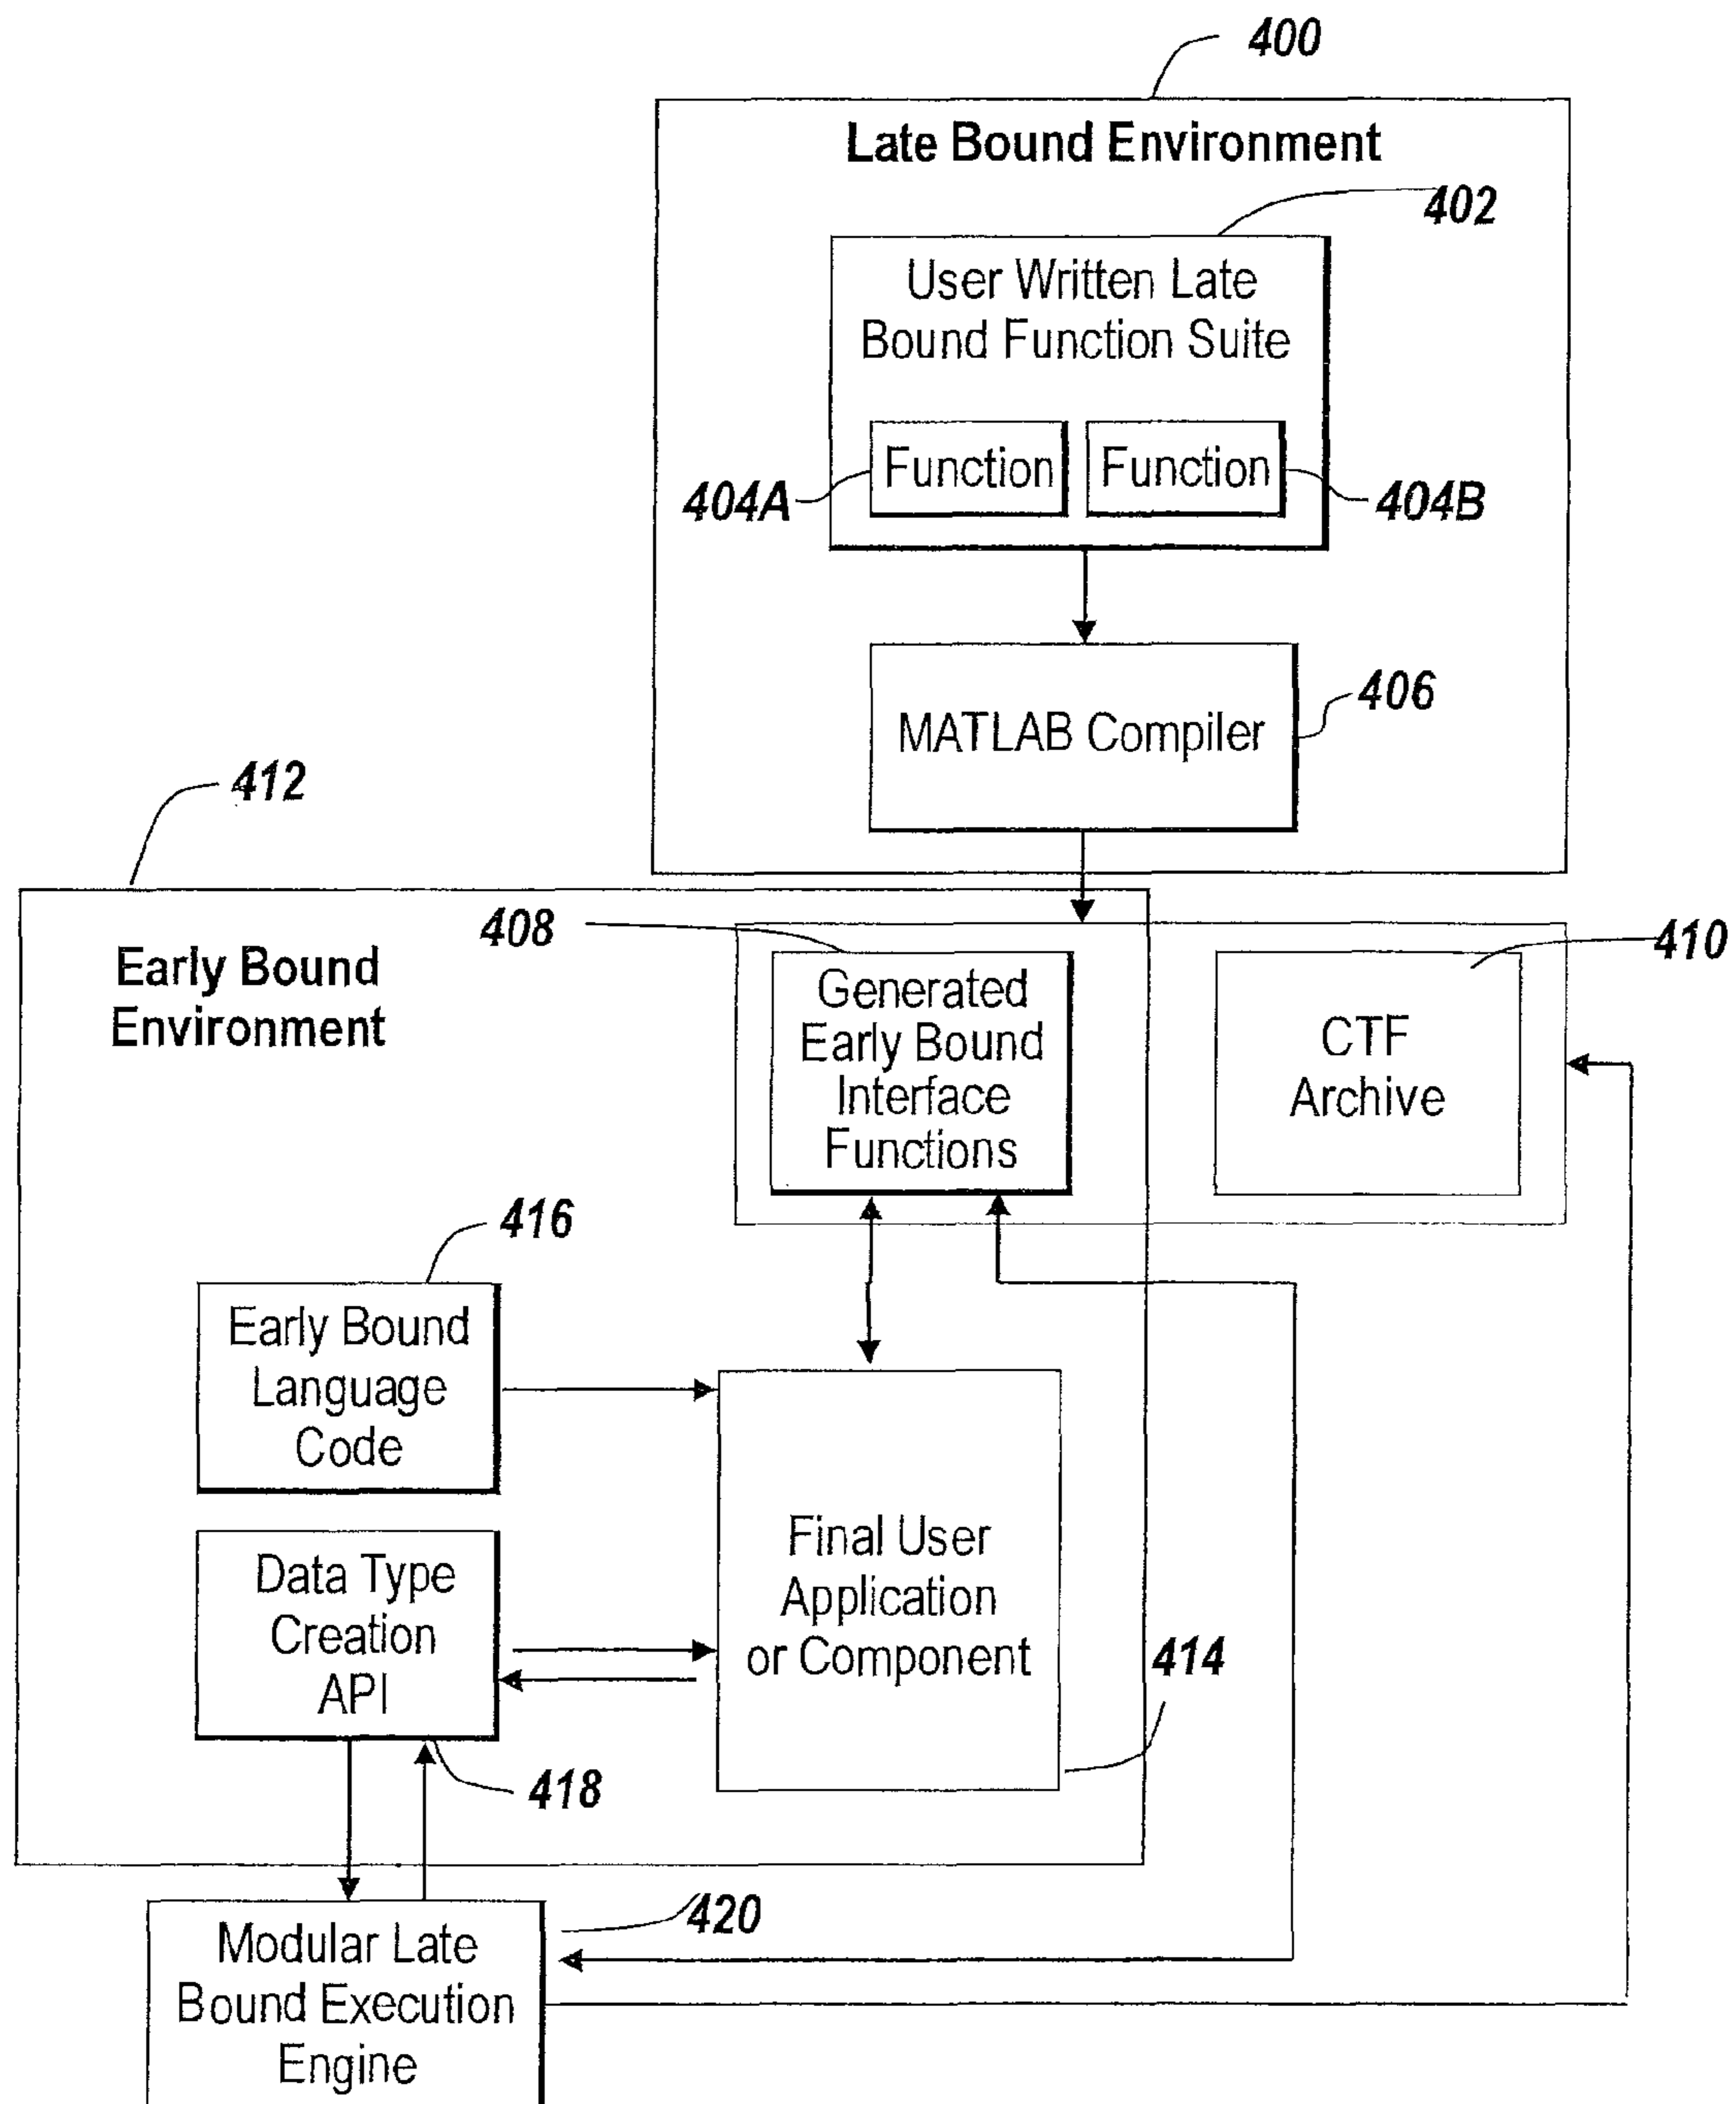 400
Late Bound Environment
402
User Written Late
Bound Function Suite
Function
Function
404A
404B
MATLAB Compiler
406
412
408
410
Early Bound
Environment
Generated
Early Bound
Interface
Functions
CTF
Archive
416
Early Bound
Language
Code
Data Type
Creation
API
Final User
Application
or Component
414
418
420
Modular Late
Bound Execution
Engine